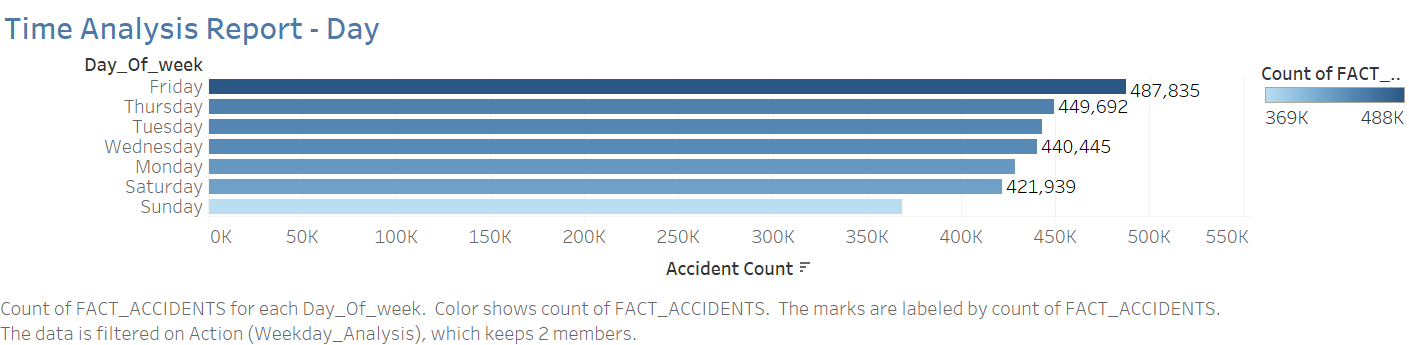 Time Analysis Report - Day
Day_Of_week
Count of FACT_..
369K 488K
Friday 487,835
Thursday 449,692
Tuesday
Wednesday 440,445
Monday
Saturday 421,939
Sunday
0K 50K 100K 150K 200K 250K 300K 350K 400K 450K 500K 550K
Accident Count
Count of FACT_ACCIDENTS for each Day_Of_week.  Color shows count of FACT_ACCIDENTS.  The marks are labeled by count of FACT_ACCIDENTS.
The data is filtered on Action (Weekday_Analysis), which keeps 2 members.